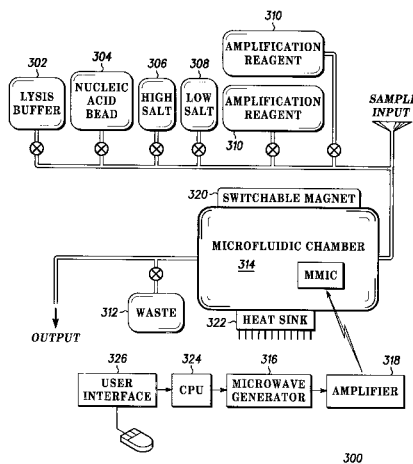 310
302
304
306
308
AMPLIFICATION
REAGENT
LYSIS
BUFFER
NUCLEIC
ACID
BEAD
HIGH
SALT
LOW
SALT
AMPLIFICATION
REAGENT
310
SAMPLE
INPUT
320
SWITCHABLE MAGNET
MICROFLUIDIC CHAMBER
314
MMIC
312
WASTE
OUTPUT
322
HEAT SINK
326
324
316
318
USER
INTERFACE
CPU
MICROWAVE
GENERATOR
AMPLIFIER
300